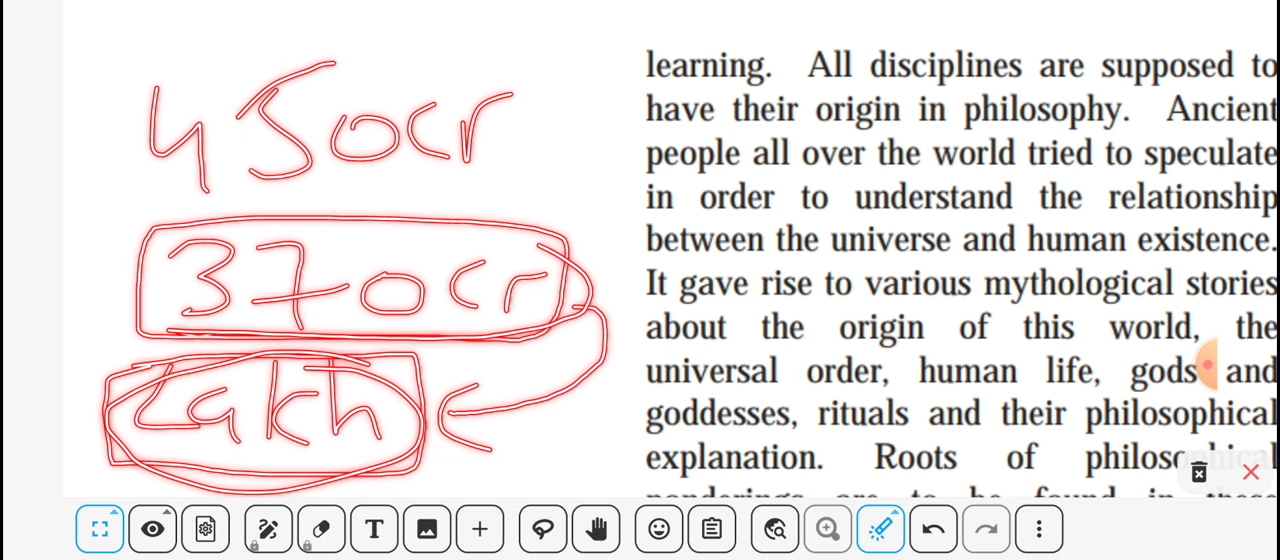 450cr
370cr
Lakh
learning. All disciplines are supposed to
have their origin in philosophy. Ancient
people all over the world tried to speculate
in order to understand the relationship
between the universe and human existence.
It gave rise to various mythological stories
about the origin of this world, the
universal order, human life, gods and
goddesses, rituals and their philosophical
explanation. Roots of philosophical
T